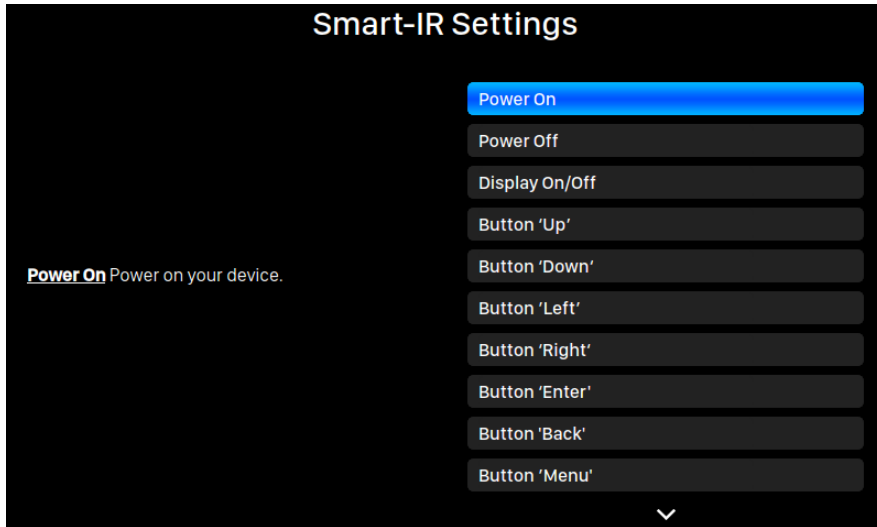 Smart-IR Settings
Power On Power on your device.
Power On
Power Off
Display On/Off
Button ‘Up’
Button ‘Down’
Button ‘Left’
Button ‘Right’
Button ‘Enter'
Button 'Back'
Button ‘Menu'